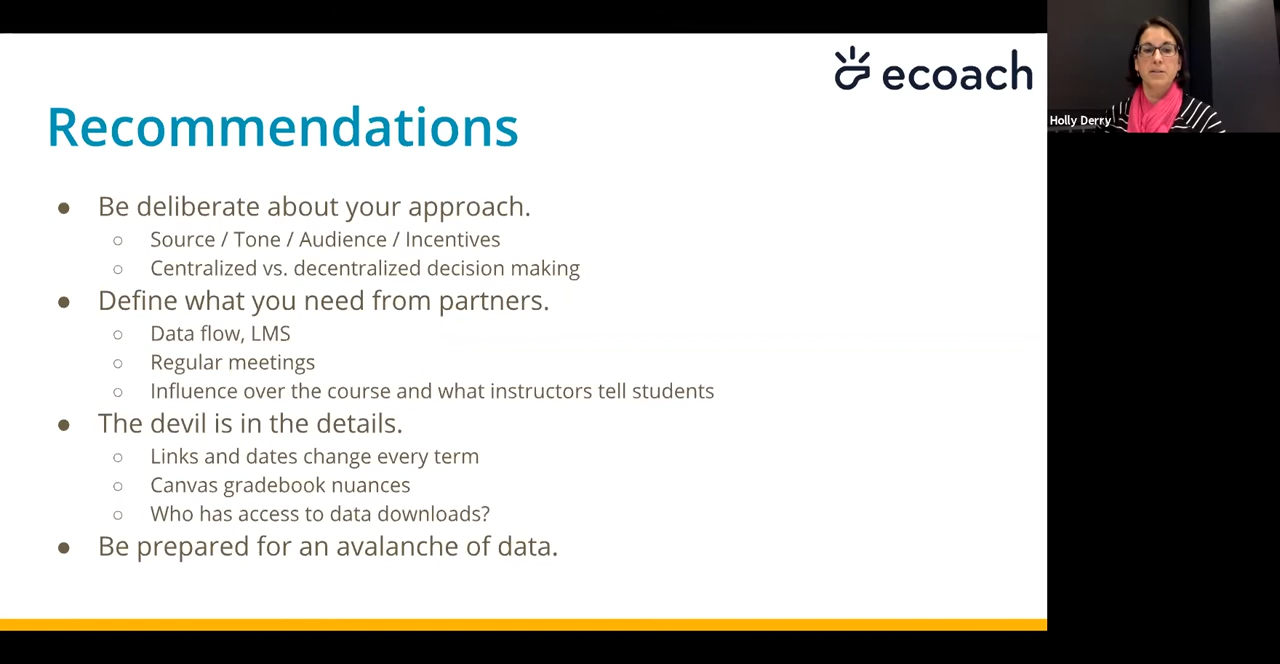 ecoach
Recommendations
● Be deliberate about your approach.
○ Source / Tone / Audience / Incentives
○ Centralized vs. decentralized decision making
● Define what you need from partners.
○ Data flow, LMS
○ Regular meetings
○ Influence over the course and what instructors tell students
● The devil is in the details.
○ Links and dates change every term
○ Canvas gradebook nuances
○ Who has access to data downloads?
● Be prepared for an avalanche of data.
Holly Derry